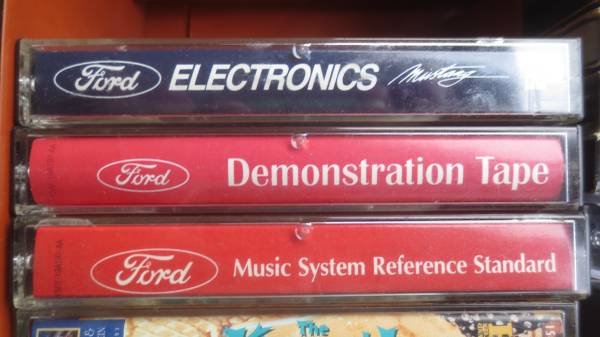 Ford ELECTRONICS Mustang
Ford Demonstration Tape
Ford Music System Reference Standard
The